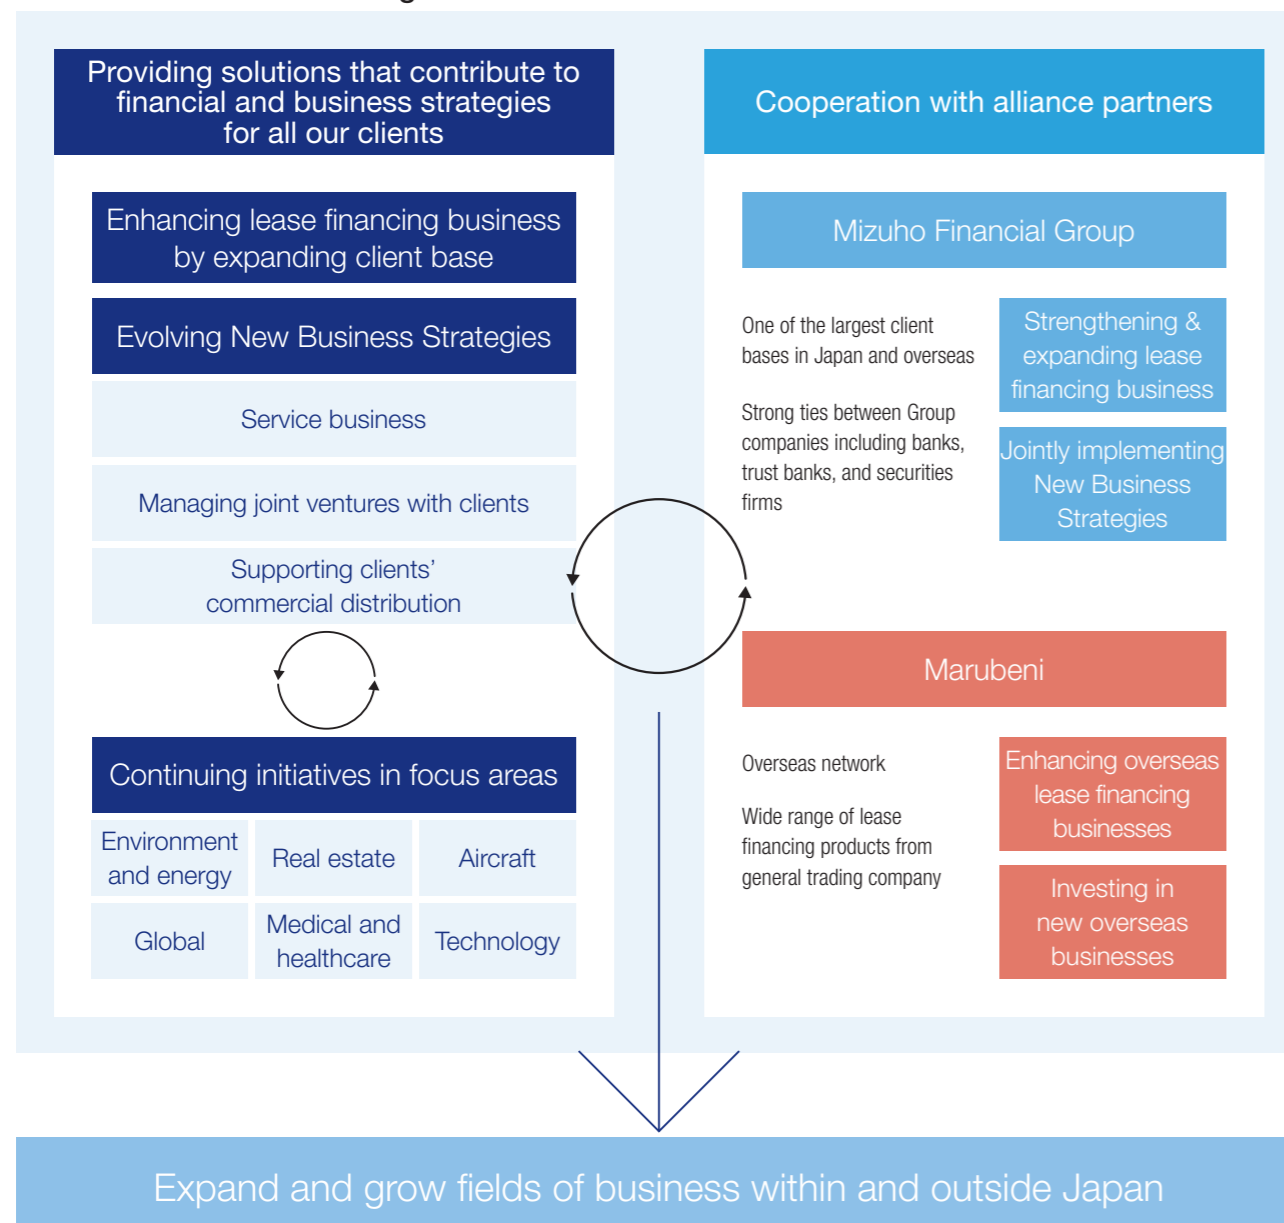 Providing solutions that contribute to
financial and business strategies
for all our clients
Enhancing lease financing business
by expanding client base
Evolving New Business Strategies
Service business
Managing joint ventures with clients
Supporting clients’
commercial distribution
Continuing initiatives in focus areas
Environment
and energy
Real estate
Aircraft
Global
Medical and
healthcare
Technology
Cooperation with alliance partners
Mizuho Financial Group
One of the largest client
bases in Japan and overseas
Strong ties between Group
companies including banks,
trust banks, and securities
firms
Strengthening &
expanding lease
financing business
Jointly implementing
New Business
Strategies
Marubeni
Overseas network
Wide range of lease
financing products from
general trading company
Enhancing overseas
lease financing
businesses
Investing in
new overseas
businesses
Expand and grow fields of business within and outside Japan